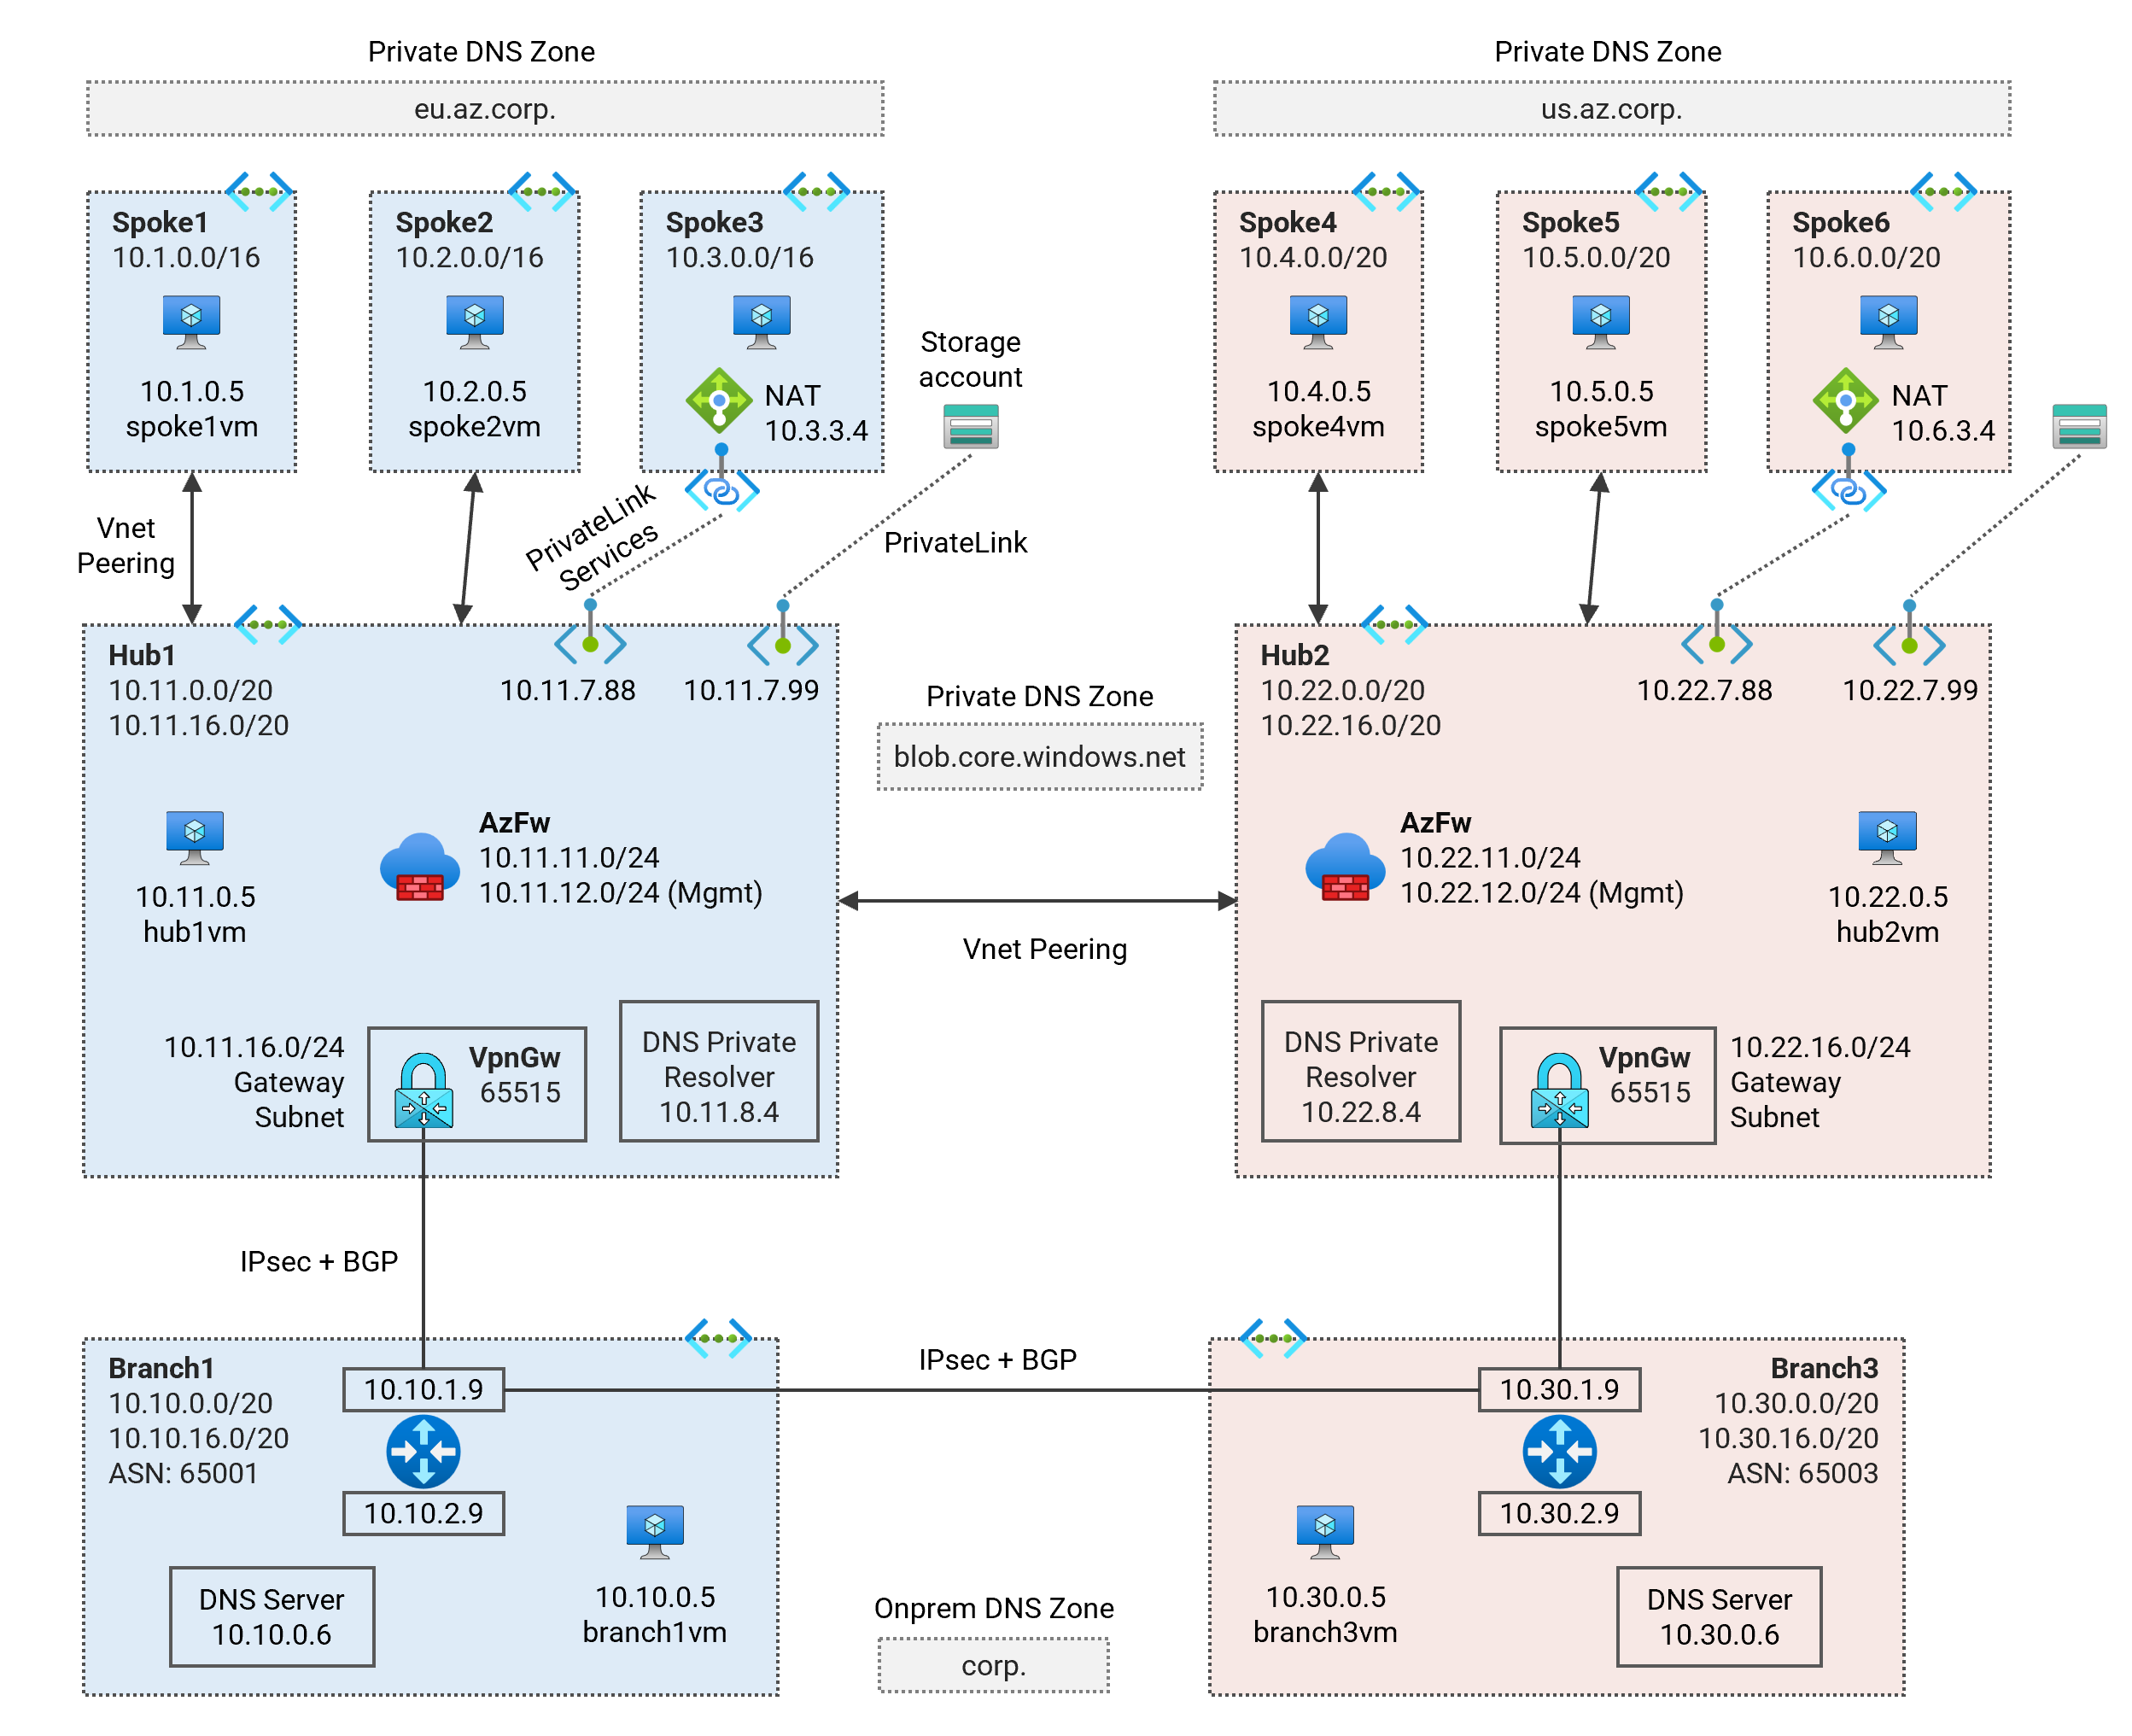 Private DNS Zone
eu.az.corp.
Private DNS Zone
us.az.corp.
Spoke1
10.1.0.0/16
10.1.0.5
spoke1vm
Spoke2
10.2.0.0/16
10.2.0.5
spoke2vm
Spoke3
10.3.0.0/16
NAT
10.3.3.4
Storage
account
Spoke4
10.4.0.0/20
10.4.0.5
spoke4vm
Spoke5
10.5.0.0/20
10.5.0.5
spoke5vm
Spoke6
10.6.0.0/20
NAT
10.6.3.4
Vnet
Peering
PrivateLink
Services
PrivateLink
Hub1
10.11.0.0/20
10.11.16.0/20
10.11.7.88
10.11.7.99
10.11.0.5
hub1vm
AzFw
10.11.11.0/24
10.11.12.0/24 (Mgmt)
10.11.16.0/24
Gateway
Subnet
VpnGw
65515
DNS Private
Resolver
10.11.8.4
Private DNS Zone
blob.core.windows.net
Vnet Peering
Hub2
10.22.0.0/20
10.22.16.0/20
10.22.7.88
10.22.7.99
AzFw
10.22.11.0/24
10.22.12.0/24 (Mgmt)
10.22.0.5
hub2vm
DNS Private
Resolver
10.22.8.4
VpnGw
65515
10.22.16.0/24
Gateway
Subnet
IPsec + BGP
Branch1
10.10.0.0/20
10.10.16.0/20
ASN: 65001
10.10.1.9
10.10.2.9
DNS Server
10.10.0.6
10.10.0.5
branch1vm
IPsec + BGP
Onprem DNS Zone
corp.
Branch3
10.30.0.0/20
10.30.16.0/20
ASN: 65003
10.30.1.9
10.30.2.9
10.30.0.5
branch3vm
DNS Server
10.30.0.6